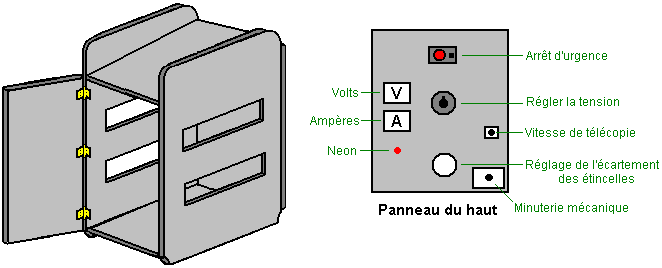 Arrêt d'urgence
Volts
V
Régler la tension
Ampères
A
Vitesse de télécopie
Neon
Réglage de l'écartement
des étincelles
Minuterie mécanique
Panneau du haut